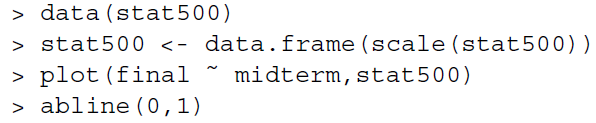 > data(stat500)
> stat500 <- data.frame(scale(stat500))
> plot(final ˜ midterm,stat500)
> abline(0,1)